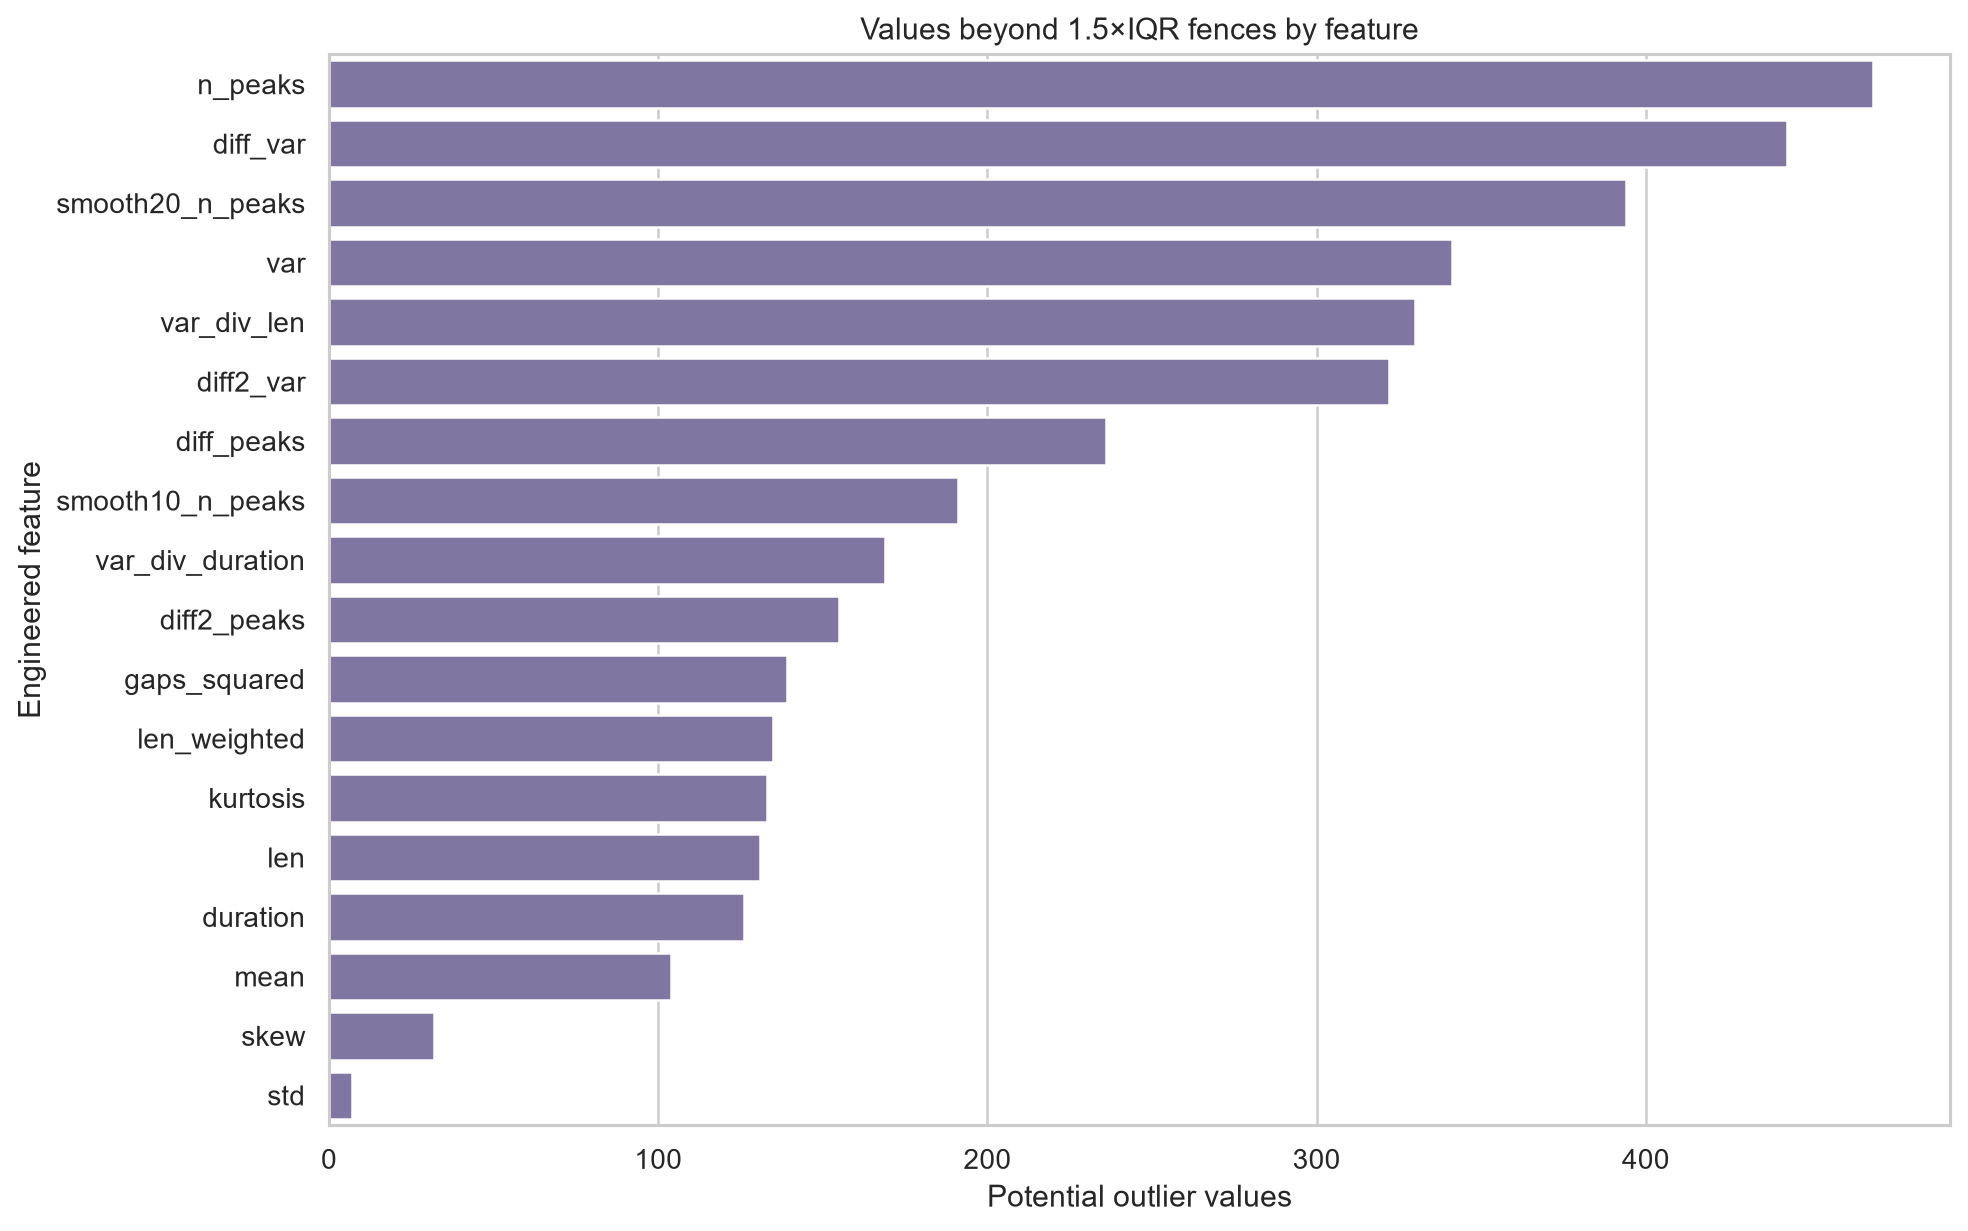 Values beyond 1.5×IQR fences by feature
n_peaks
diff_var
smooth20_n_peaks
var
var_div_len
diff2_var
diff_peaks
smooth10_n_peaks
var_div_duration
diff2_peaks
gaps_squared
len_weighted
kurtosis
len
duration
mean
skew
std
Engineered feature
0 100 200 300 400
Potential outlier values